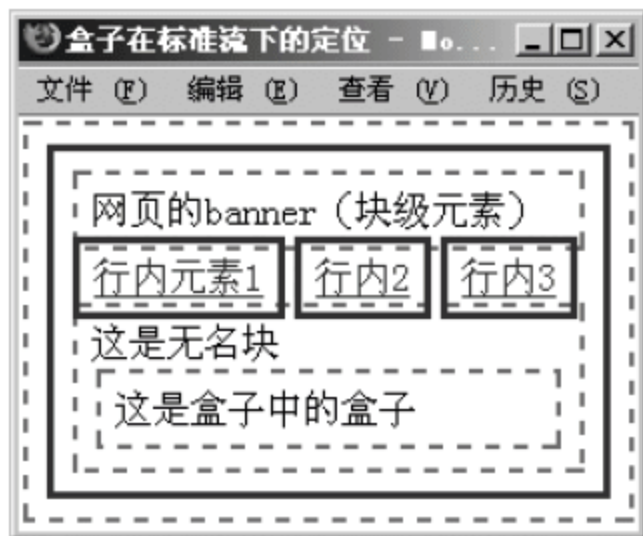 盒子在标准流下的定位 - Mo...
文件 (F) 编辑 (E) 查看 (V) 历史 (S)
网页的banner（块级元素）
行内元素1 行内2 行内3
这是无名块
这是盒子中的盒子